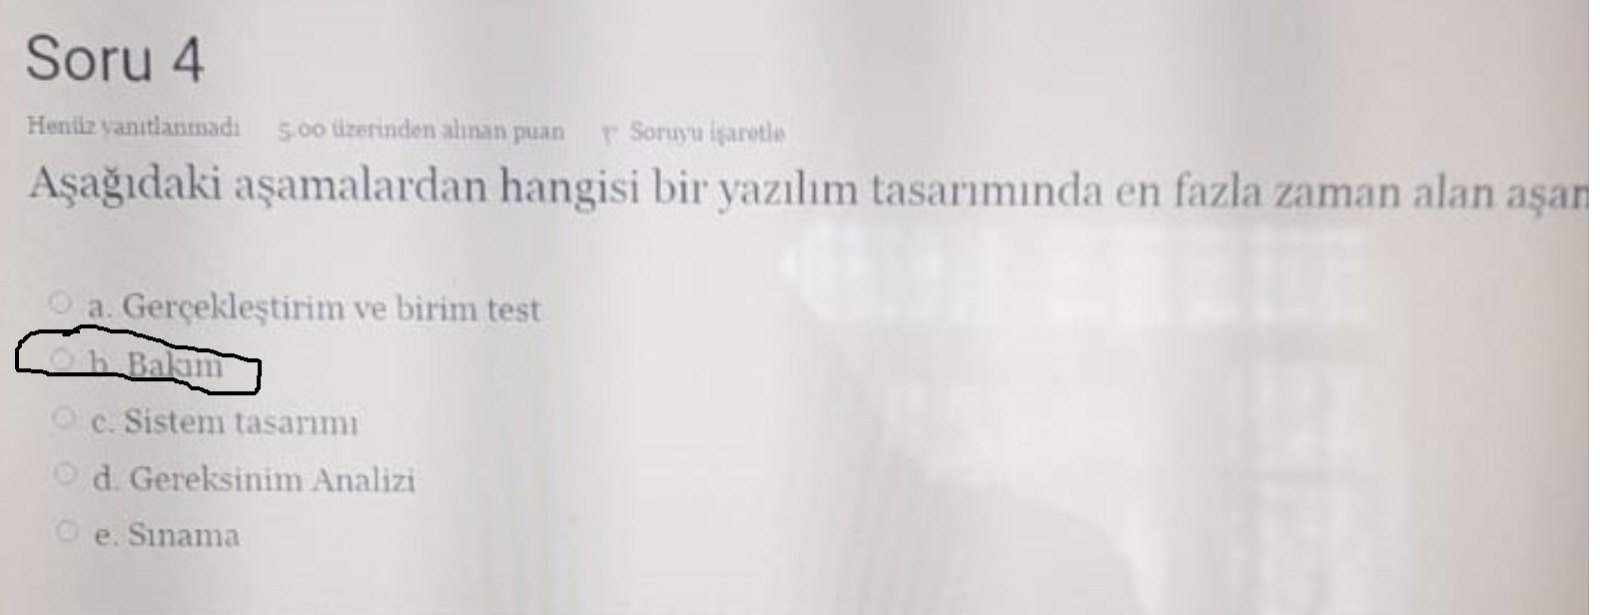 Soru 4
Henüz yanıtlanmadı 5,00 üzerinden alınan puan Soruyu işaretle
Aşağıdaki aşamalardan hangisi bir yazılım tasarımında en fazla zaman alan aşam
a. Gerçekleştirim ve birim test
b. Bakım
c. Sistem tasarımı
d. Gereksinim Analizi
e. Sınama